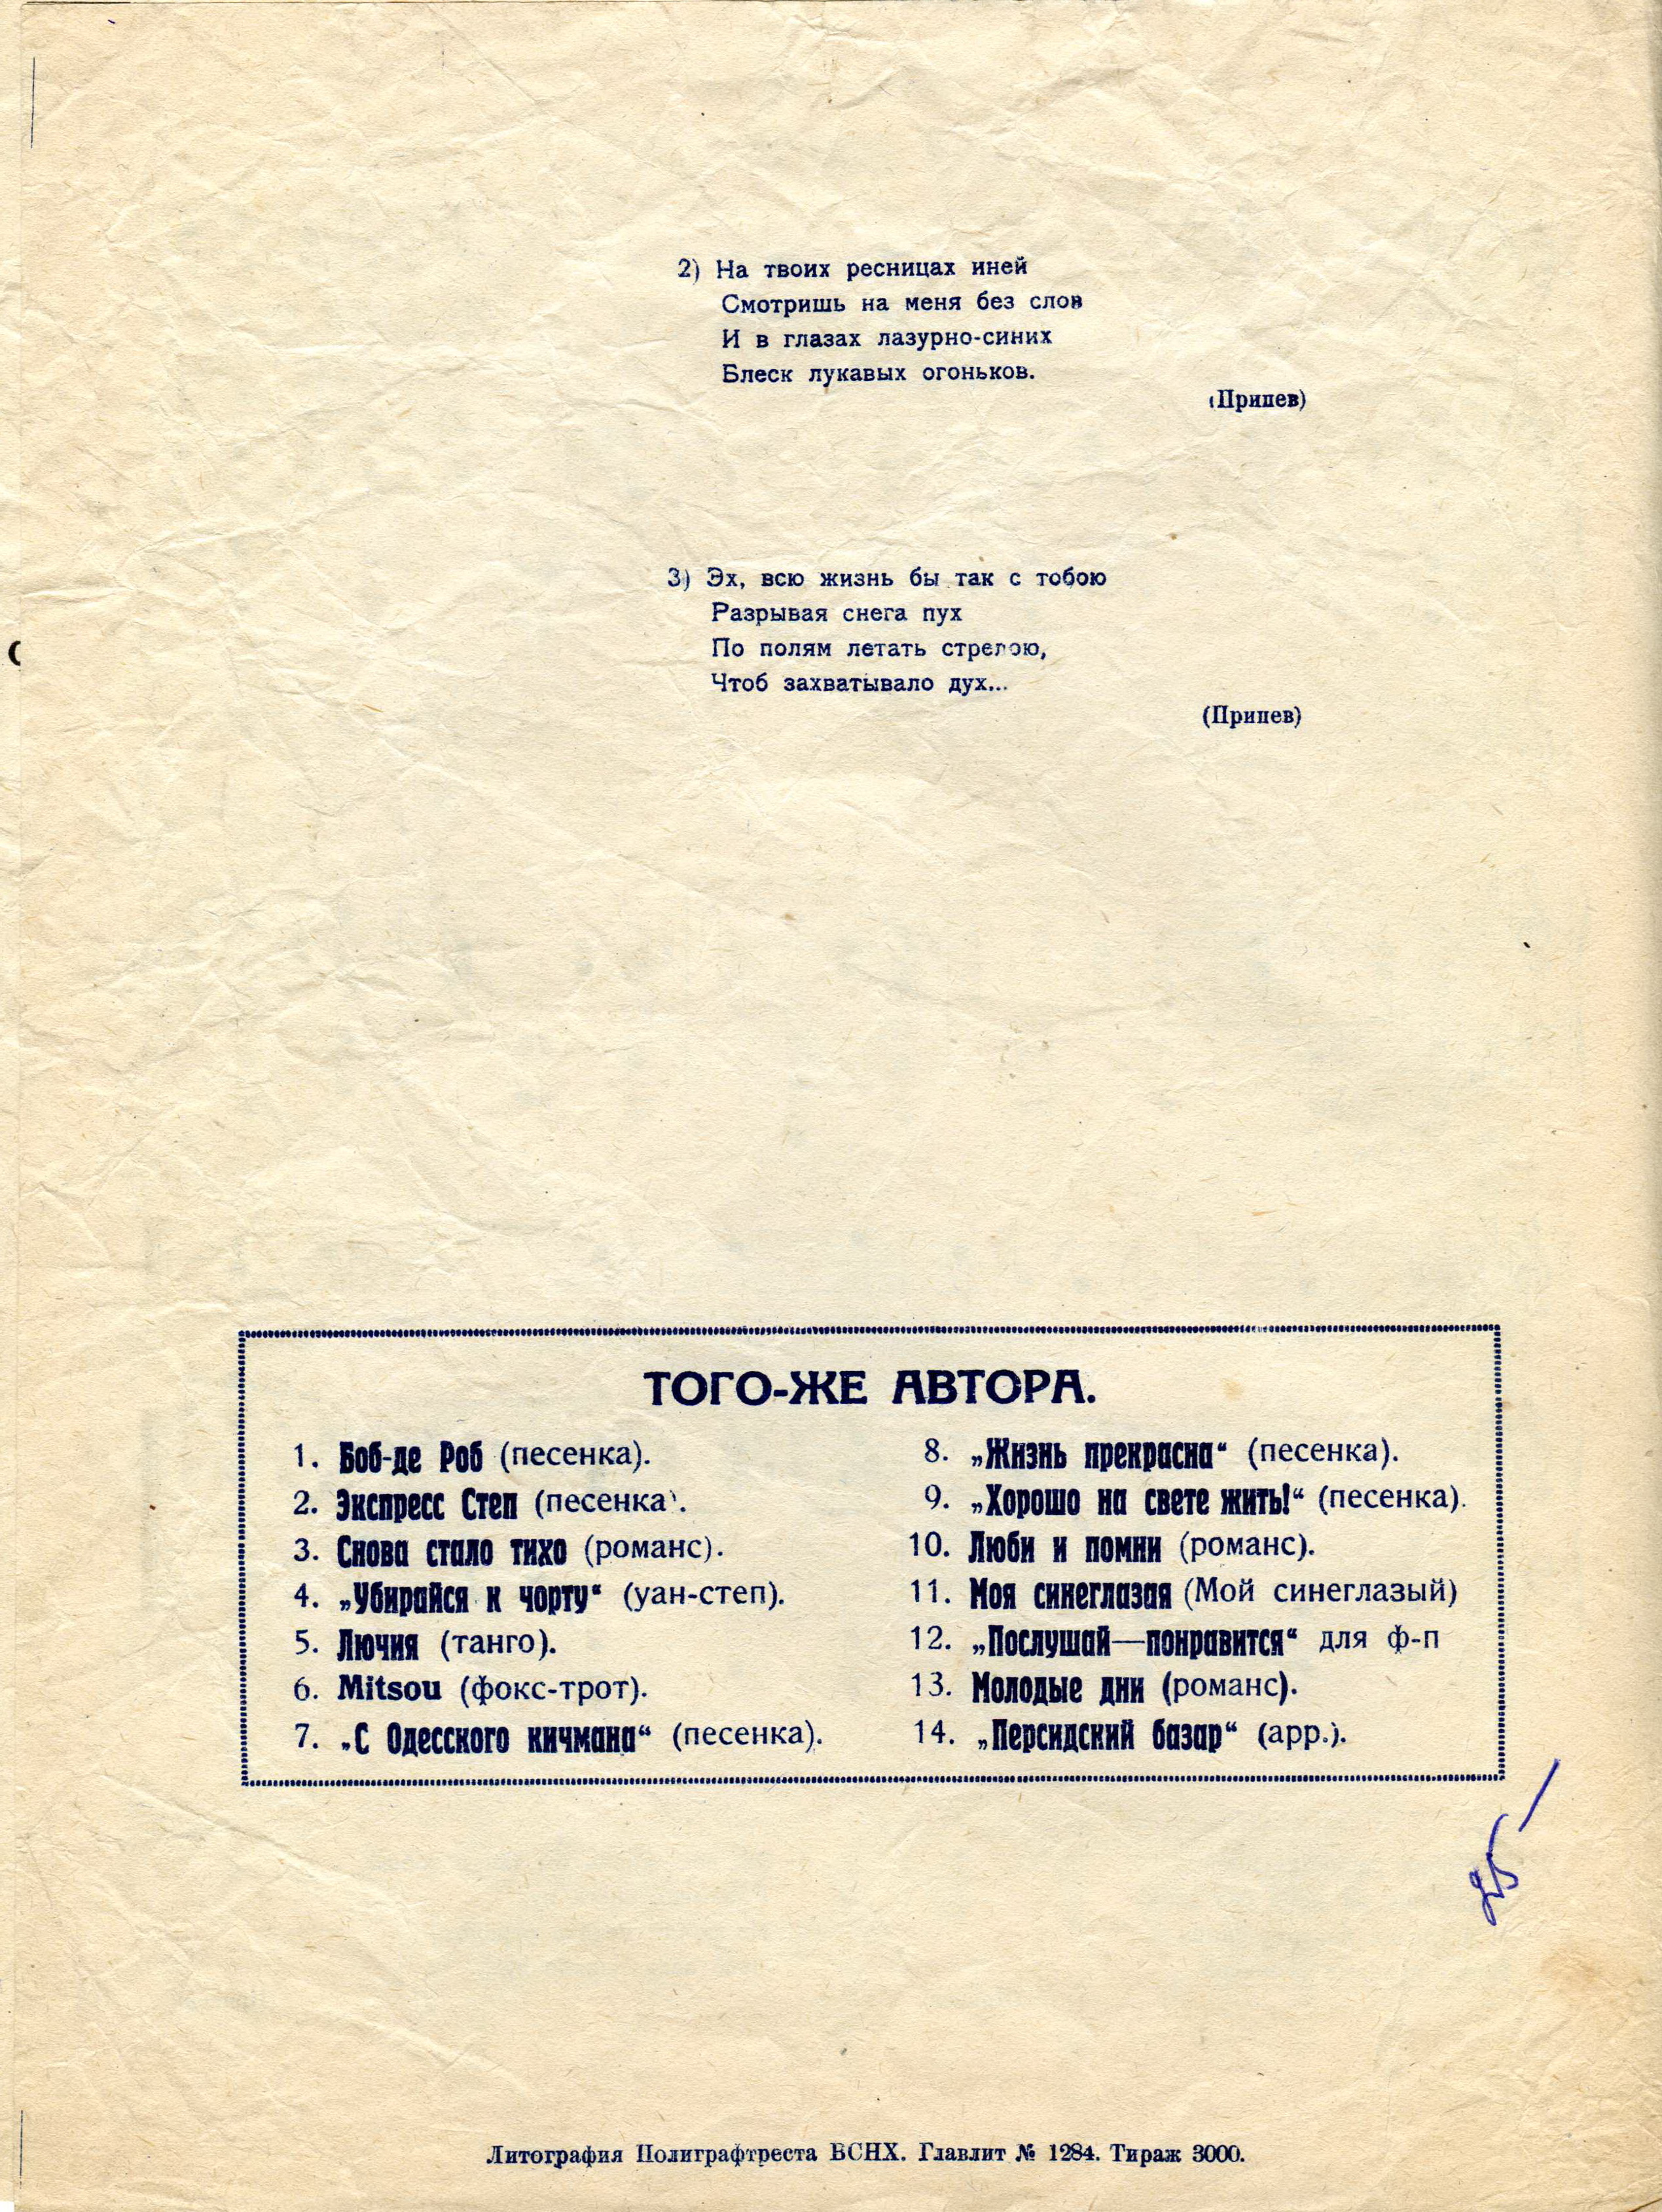 2) На твоих ресницах иней
Смотришь на меня без слов
И в глазах лазурно-синих
Блеск лукавых огоньков.
(Припев)
3) Эх, всю жизнь бы так с тобою
Разрывая снега пух
По полям летать стрелою,
Чтоб захватывало дух...
(Припев)
ТОГО-ЖЕ АВТОРА.
1. Боб-де Роб (песенка).
2. Экспресс Степ (песенка).
3. Снова стало тихо (романс).
4. „Убирайся к чорту“ (уан-степ).
5. Лючия (танго).
6. Mitsou (фокс-трот).
7. „С Одесского кичмана“ (песенка).
8. „Жизнь прекрасна“ (песенка).
9. „Хорошо на свете жить!“ (песенка).
10. Люби и помни (романс).
11. Моя синеглазая (Мой синеглазый)
12. „Послушай—понравится“ для ф-п
13. Молодые дни (романс).
14. „Персидский базар“ (арр.).
Литография Полиграфтреста БСНХ. Главлит № 1284. Тираж 3000.